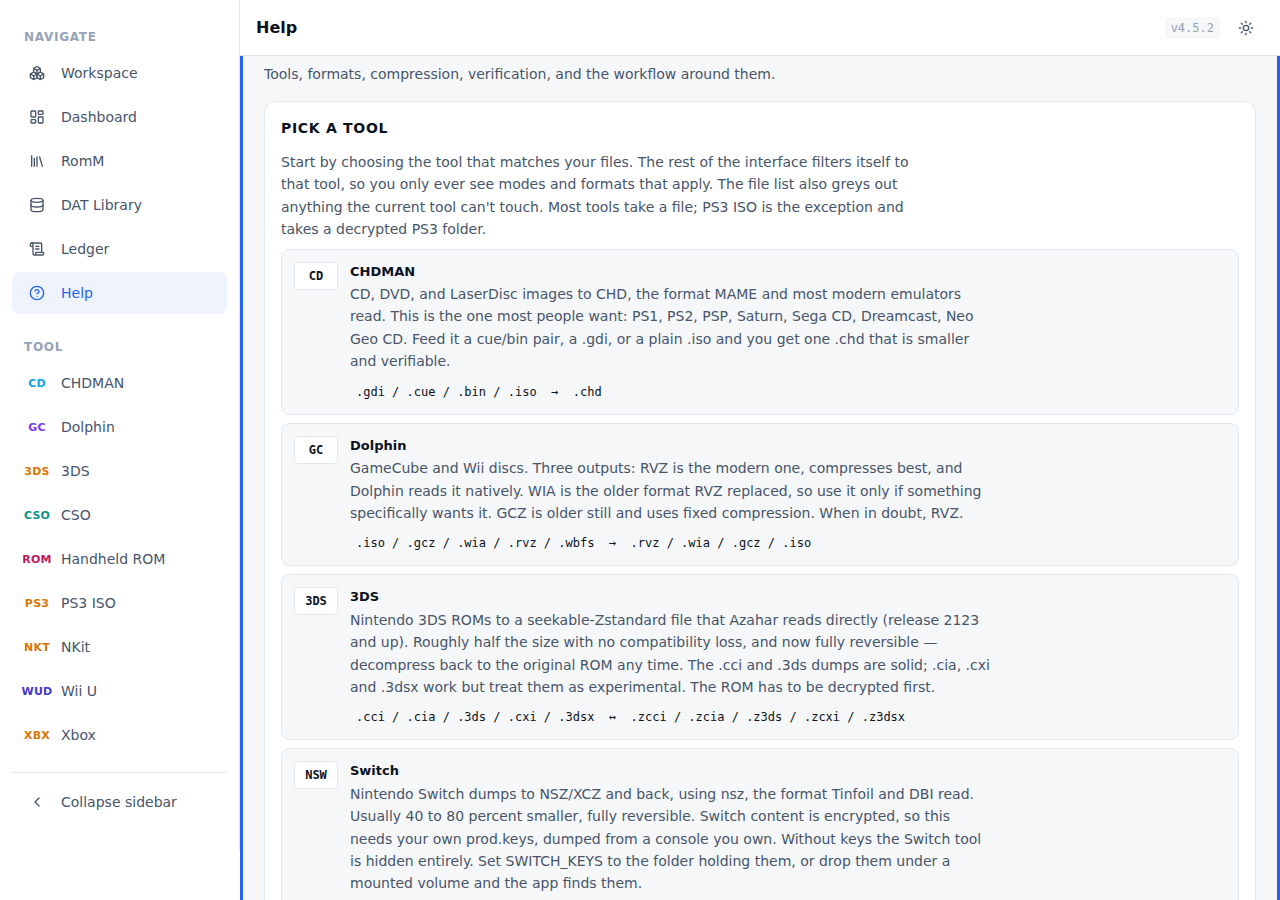 NAVIGATE
Workspace
Dashboard
RomM
DAT Library
Ledger
Help
TOOL
CD CHDMAN
GC Dolphin
3DS 3DS
CSO CSO
ROM Handheld ROM
PS3 PS3 ISO
NKT NKit
WUD Wii U
XBX Xbox
Collapse sidebar
Help
v4.5.2
Tools, formats, compression, verification, and the workflow around them.
PICK A TOOL
Start by choosing the tool that matches your files. The rest of the interface filters itself to
that tool, so you only ever see modes and formats that apply. The file list also greys out
anything the current tool can't touch. Most tools take a file; PS3 ISO is the exception and
takes a decrypted PS3 folder.
CD CHDMAN
CD, DVD, and LaserDisc images to CHD, the format MAME and most modern emulators
read. This is the one most people want: PS1, PS2, PSP, Saturn, Sega CD, Dreamcast, Neo
Geo CD. Feed it a cue/bin pair, a .gdi, or a plain .iso and you get one .chd that is smaller
and verifiable.
.gdi / .cue / .bin / .iso → .chd
GC Dolphin
GameCube and Wii discs. Three outputs: RVZ is the modern one, compresses best, and
Dolphin reads it natively. WIA is the older format RVZ replaced, so use it only if something
specifically wants it. GCZ is older still and uses fixed compression. When in doubt, RVZ.
.iso / .gcz / .wia / .rvz / .wbfs → .rvz / .wia / .gcz / .iso
3DS 3DS
Nintendo 3DS ROMs to a seekable-Zstandard file that Azahar reads directly (release 2123
and up). Roughly half the size with no compatibility loss, and now fully reversible —
decompress back to the original ROM any time. The .cci and .3ds dumps are solid; .cia, .cxi
and .3dsx work but treat them as experimental. The ROM has to be decrypted first.
.cci / .cia / .3ds / .cxi / .3dsx ↔ .zcci / .zcia / .z3ds / .zcxi / .z3dsx
NSW Switch
Nintendo Switch dumps to NSZ/XCZ and back, using nsz, the format Tinfoil and DBI read.
Usually 40 to 80 percent smaller, fully reversible. Switch content is encrypted, so this
needs your own prod.keys, dumped from a console you own. Without keys the Switch tool
is hidden entirely. Set SWITCH_KEYS to the folder holding them, or drop them under a
mounted volume and the app finds them.